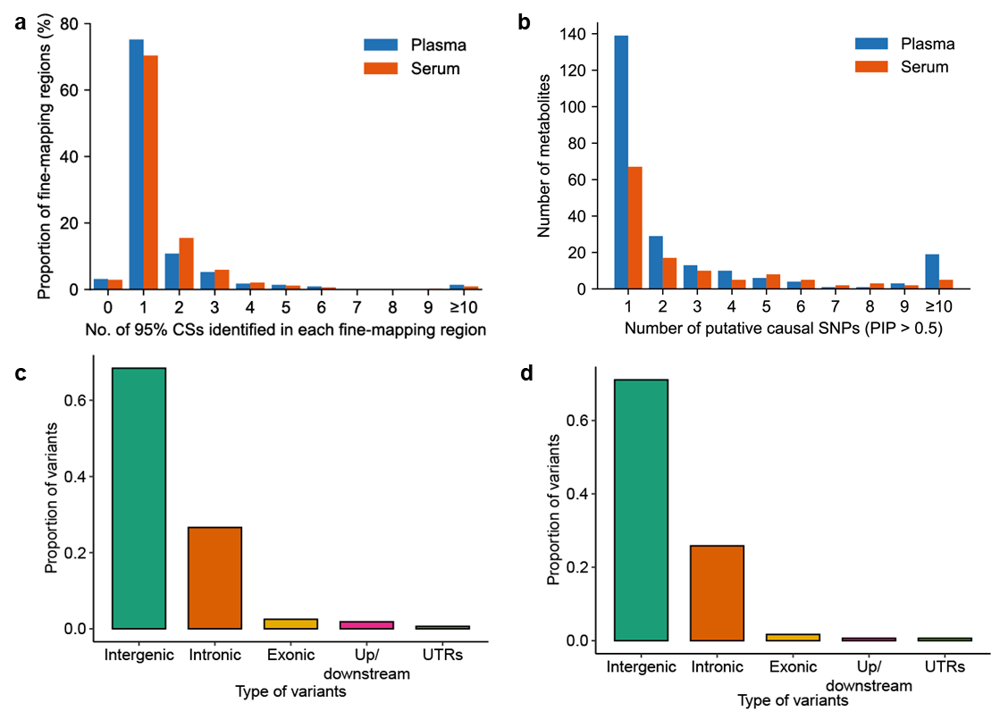 a
Proportion of fine-mapping regions (%)
80
60
40
20
0
Plasma
Serum
0 1 2 3 4 5 6 7 8 9 ≥10
No. of 95% CSs identified in each fine-mapping region
b
Number of metabolites
140
120
100
80
60
40
20
0
Plasma
Serum
1 2 3 4 5 6 7 8 9 ≥10
Number of putative causal SNPs (PIP > 0.5)
c
Proportion of variants
0.6
0.4
0.2
0.0
Intergenic Intronic Exonic Up/ UTRs
downstream
Type of variants
d
Proportion of variants
0.6
0.4
0.2
0.0
Intergenic Intronic Exonic Up/ UTRs
downstream
Type of variants